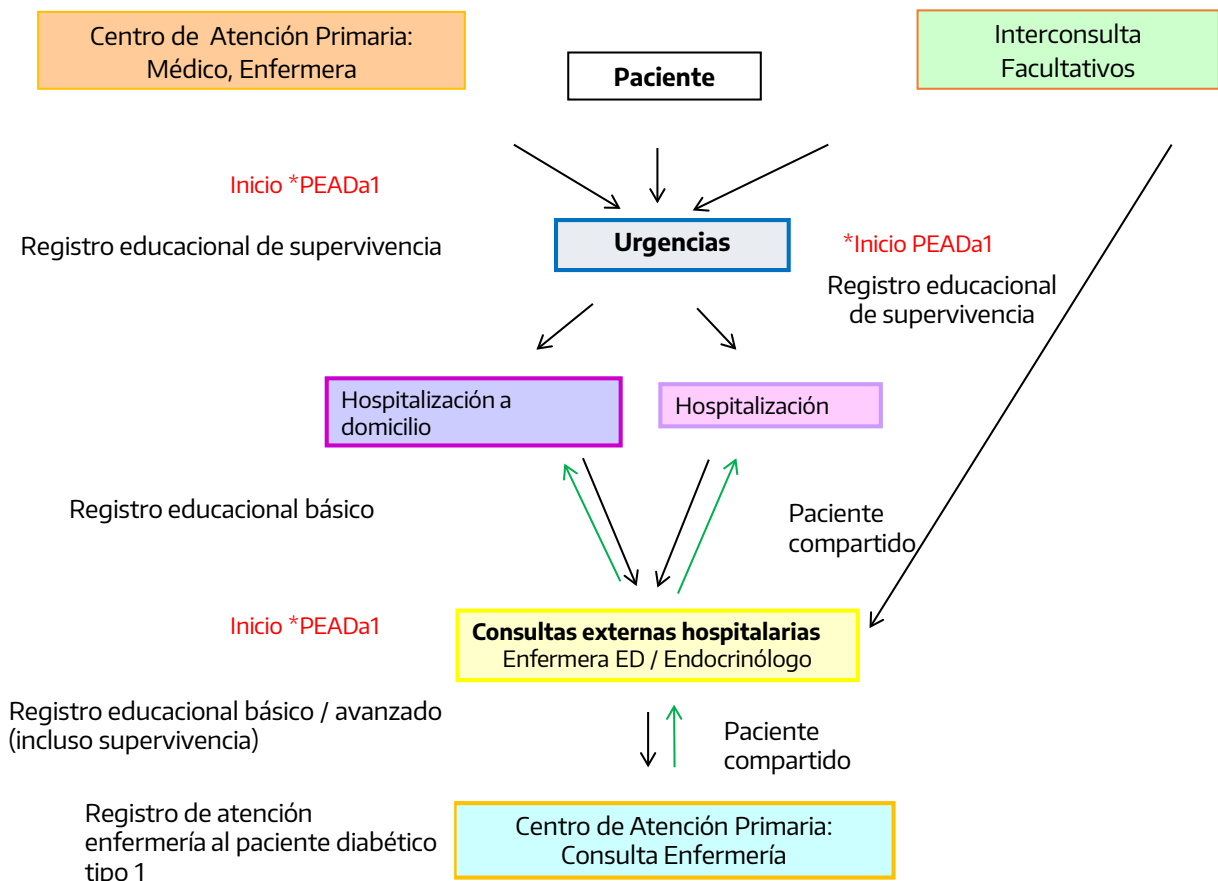 Centro de Atención Primaria:
Médico, Enfermera
Paciente
Interconsulta
Facultativos
Inicio *PEADa1
Registro educacional de supervivencia
Urgencias
*Inicio PEADa1
Registro educacional
de supervivencia
Hospitalización a
domicilio
Hospitalización
Registro educacional básico
Paciente
compartido
Inicio *PEADa1
Consultas externas hospitalarias
Enfermera ED / Endocrinólogo
Registro educacional básico / avanzado
(incluso supervivencia)
Paciente
compartido
Registro de atención
enfermería al paciente diabético
tipo 1
Centro de Atención Primaria:
Consulta Enfermería